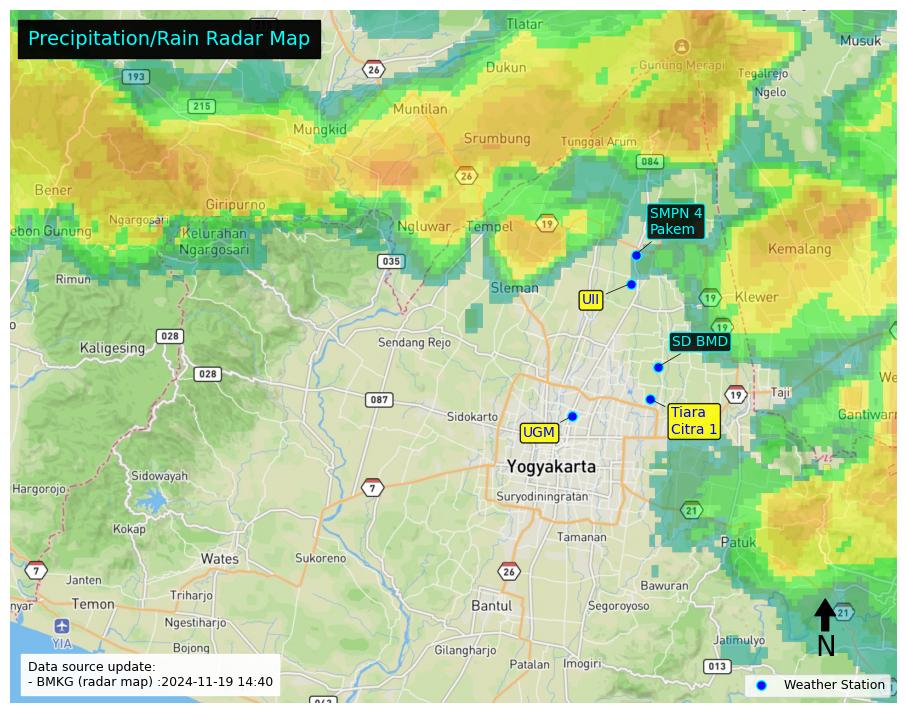 Precipitation/Rain Radar Map
Tlatar
Musuk
26
193
Dukun
Gunung Merapi
Tegalrejo
Ngelo
215
Muntilan
Mungkid
Srumbung
Tunggal Arum
084
26
Bener
Giripurno
Ngargosari
ebon Gunung
Kelurahan
Ngargosari
Ngluwar
Tempel
19
SMPN 4
Pakem
Kemalang
035
Rimun
Sleman
UII
19
Klewer
19
028
Kaligesing
Sendang Rejo
SD BMD
028
We
087
19
Taji
Sidokarto
Tiara
Citra 1
Gantiwar
UGM
Yogyakarta
Sidowayah
Hargorojo
7
Suryodiningratan
21
Kokap
Tamanan
Patuk
Wates
Sukoreno
7
26
Janten
Bawuran
Triharjo
nyar
Temon
Bantul
Segoroyoso
21
Ngestiharjo
YIA
N
Bojong
Gilangharjo
Jatimulyo
Patalan
Imogiri
013
Data source update:
- BMKG (radar map) :2024-11-19 14:40
Weather Station